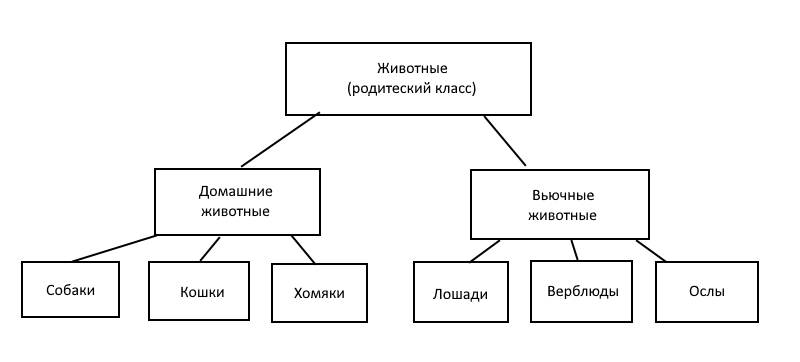 Животные
(родитеский класс)
Домашние
животные
Вьючные
животные
Собаки
Кошки
Хомяки
Лошади
Верблюды
Ослы